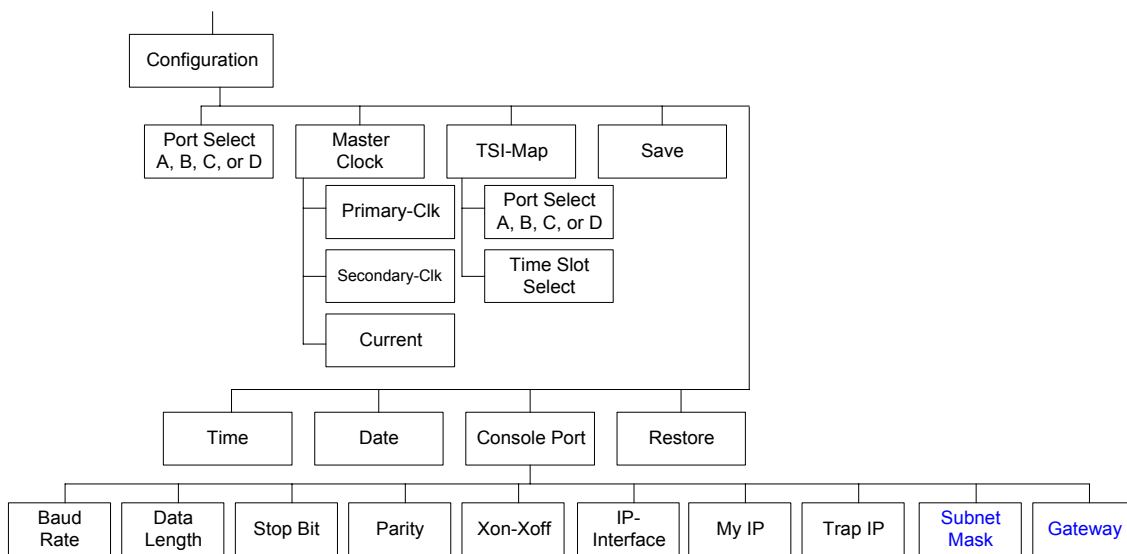 Configuration
Port Select
A, B, C, or D
Master
Clock
TSI-Map
Save
Primary-Clk
Port Select
A, B, C, or D
Secondary-Clk
Time Slot
Select
Current
Time
Date
Console Port
Restore
Baud
Rate
Data
Length
Stop Bit
Parity
Xon-Xoff
IP-
Interface
My IP
Trap IP
Subnet
Mask
Gateway